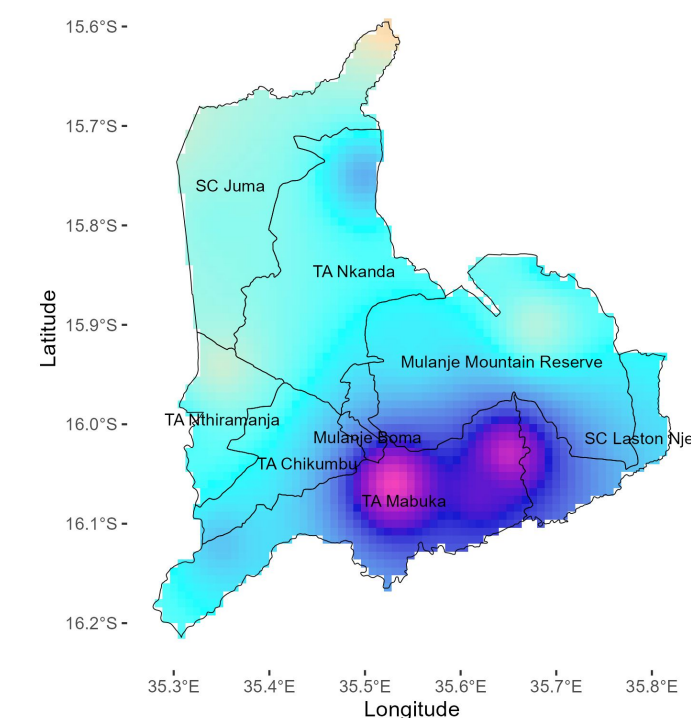 15.6°S
15.7°S
SC Juma
15.8°S
TA Nkanda
15.9°S
Mulanje Mountain Reserve
Latitude
16.0°S
TA Nthiramanja
Mulanje Boma
SC Laston Nje
TA Chikumbu
TA Mabuka
16.1°S
16.2°S
35.3°E 35.4°E 35.5°E 35.6°E 35.7°E 35.8°E
Longitude